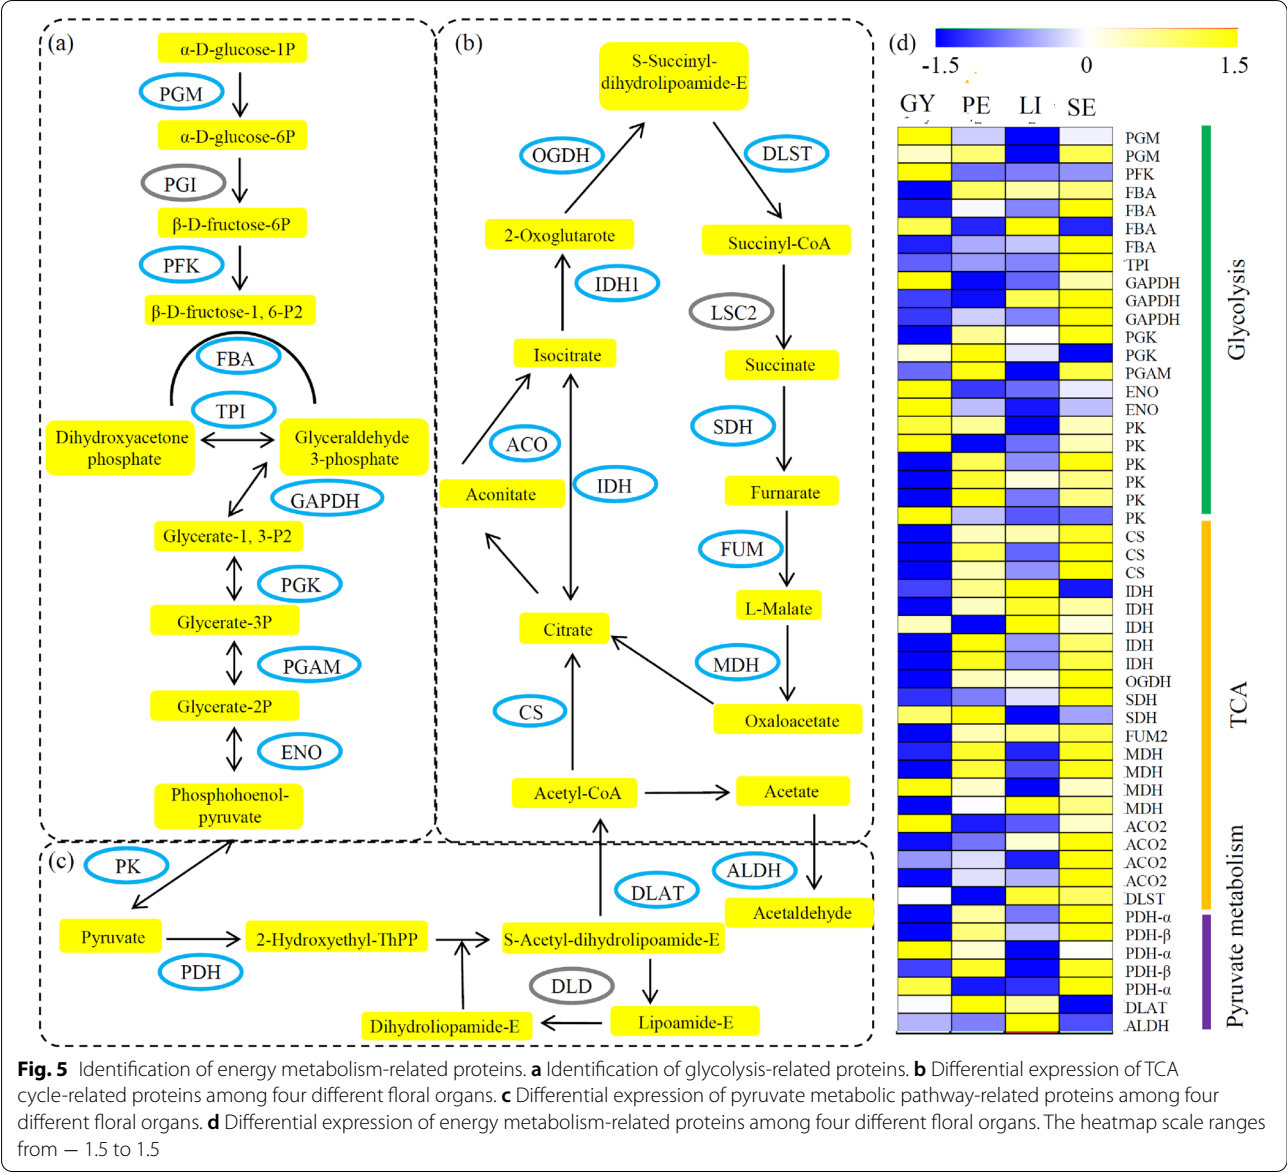 (a)
α-D-glucose-1P
PGM
α-D-glucose-6P
PGI
β-D-fructose-6P
PFK
β-D-fructose-1, 6-P2
FBA
TPI
Dihydroxyacetone
phosphate
Glyceraldehyde
3-phosphate
GAPDH
Glycerate-1, 3-P2
PGK
Glycerate-3P
PGAM
Glycerate-2P
ENO
Phosphohoenol-
pyruvate
(b)
S-Succinyl-
dihydrolipoamide-E
OGDH
DLST
2-Oxoglutarote
Succinyl-CoA
IDH1
LSC2
Isocitrate
Succinate
ACO
SDH
IDH
Aconitate
Furnarate
FUM
L-Malate
Citrate
MDH
CS
Oxaloacetate
Acetyl-CoA
Acetate
(c)
PK
ALDH
DLAT
Acetaldehyde
Pyruvate
2-Hydroxyethyl-ThPP
S-Acetyl-dihydrolipoamide-E
PDH
DLD
Dihydroliopamide-E
Lipoamide-E
(d)
-1.5 0 1.5
GY PE LI SE
PGM
PGM
PFK
FBA
FBA
FBA
FBA
TPI
GAPDH
GAPDH
GAPDH
PGK
PGK
PGAM
ENO
ENO
PK
PK
PK
PK
PK
PK
CS
CS
CS
IDH
IDH
IDH
IDH
IDH
OGDH
SDH
SDH
FUM2
MDH
MDH
MDH
MDH
ACO2
ACO2
ACO2
ACO2
DLST
PDH-α
PDH-β
PDH-α
PDH-β
PDH-α
DLAT
ALDH
Glycolysis
TCA
Pyruvate metabolism
Fig. 5 Identification of energy metabolism-related proteins. a Identification of glycolysis-related proteins. b Differential expression of TCA
cycle-related proteins among four different floral organs. c Differential expression of pyruvate metabolic pathway-related proteins among four
different floral organs. d Differential expression of energy metabolism-related proteins among four different floral organs. The heatmap scale ranges
from − 1.5 to 1.5